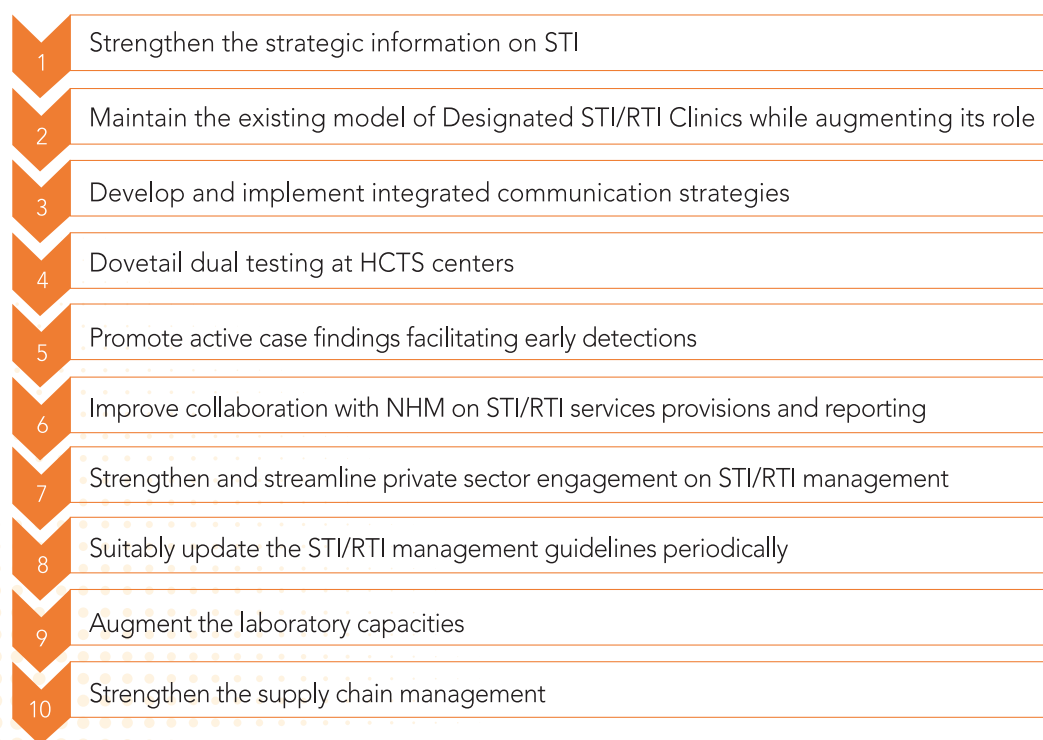 1 Strengthen the strategic information on STI
2 Maintain the existing model of Designated STI/RTI Clinics while augmenting its role
3 Develop and implement integrated communication strategies
4 Dovetail dual testing at HCTS centers
5 Promote active case findings facilitating early detections
6 Improve collaboration with NHM on STI/RTI services provisions and reporting
7 Strengthen and streamline private sector engagement on STI/RTI management
8 Suitably update the STI/RTI management guidelines periodically
9 Augment the laboratory capacities
10 Strengthen the supply chain management